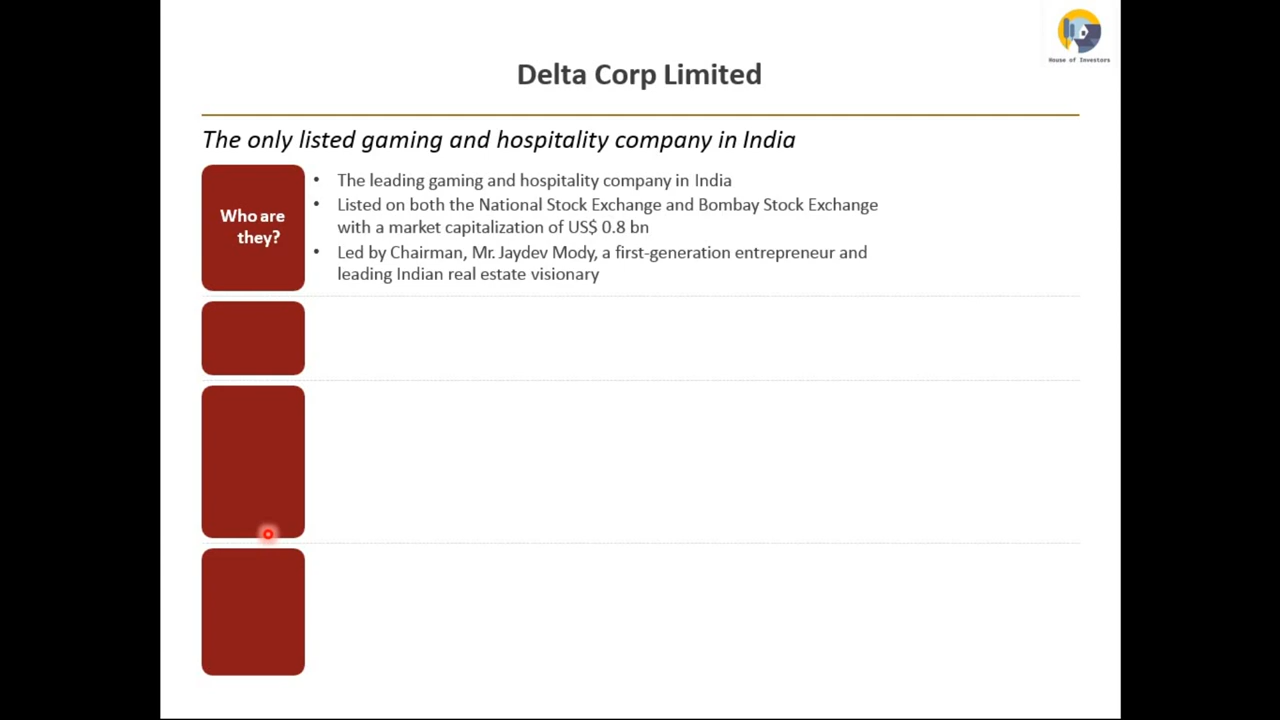 House of Investors
Delta Corp Limited
The only listed gaming and hospitality company in India
Who are
they?
• The leading gaming and hospitality company in India
• Listed on both the National Stock Exchange and Bombay Stock Exchange
with a market capitalization of US$ 0.8 bn
• Led by Chairman, Mr. Jaydev Mody, a first-generation entrepreneur and
leading Indian real estate visionary